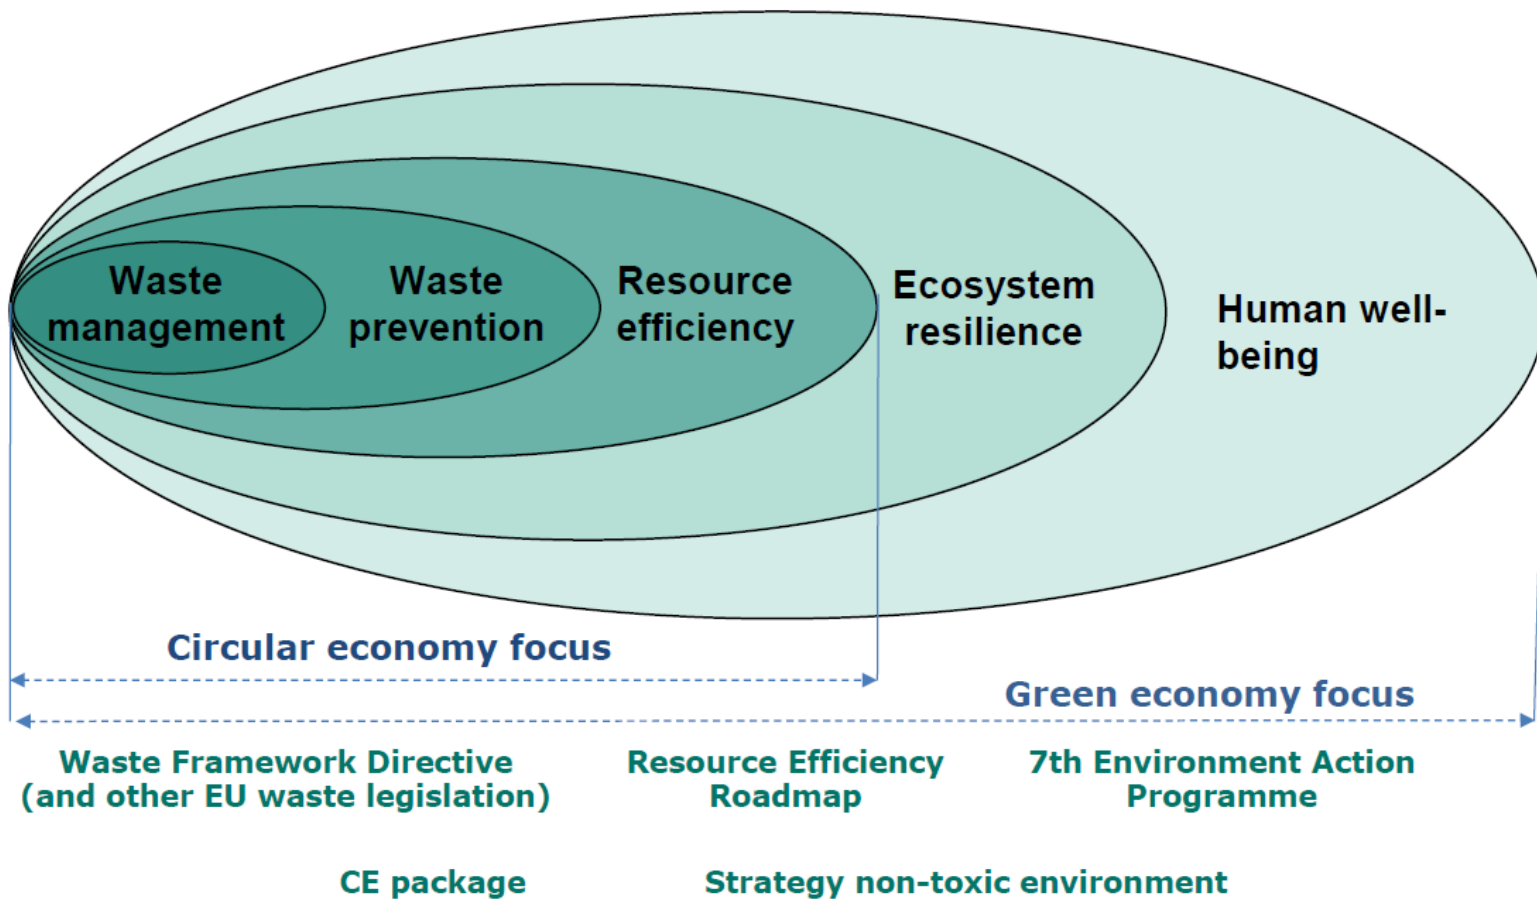 Waste
management
Waste
prevention
Resource
efficiency
Ecosystem
resilience
Human well-
being
Circular economy focus
Green economy focus
Waste Framework Directive
(and other EU waste legislation)
Resource Efficiency
Roadmap
7th Environment Action
Programme
CE package
Strategy non-toxic environment